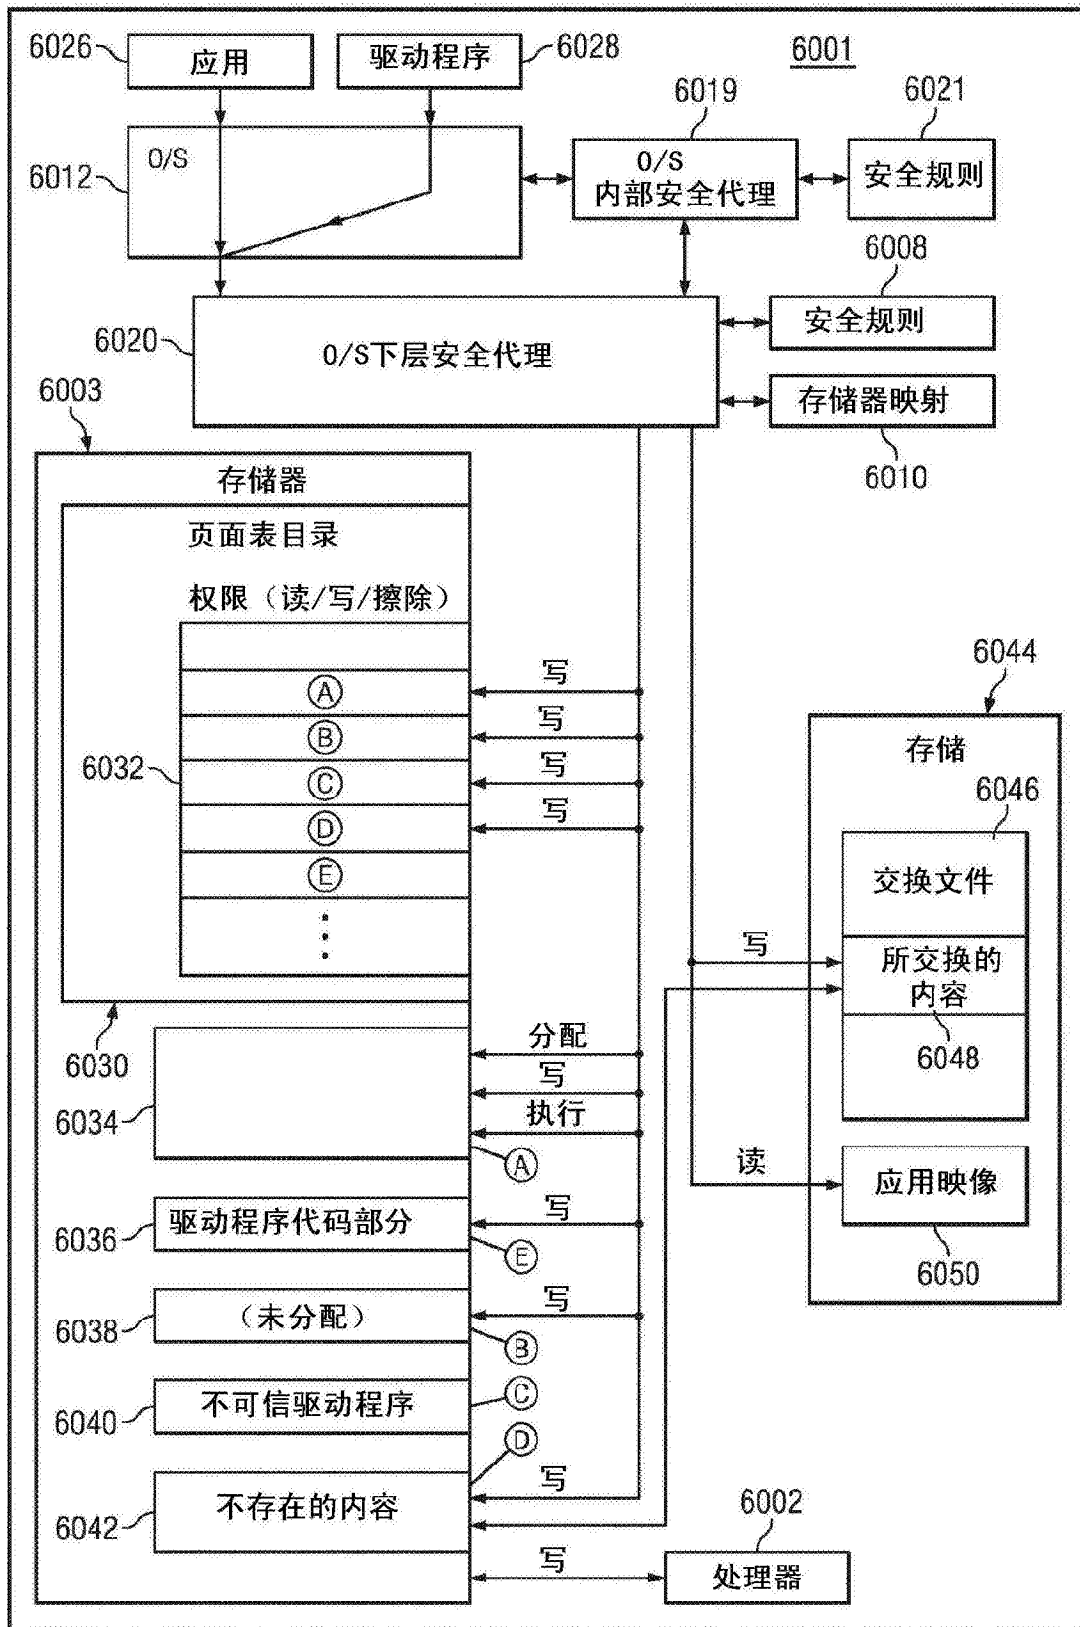 6001
6026
应用
驱动程序
6028
6019
6021
6012
O/S
O/S
内部安全代理
安全规则
6008
安全规则
6020
O/S下层安全代理
存储器映射
6010
6003
存储器
页面表目录
权限（读/写/擦除）
6032
A
B
C
D
E
写
写
写
写
6030
6034
分配
写
执行
A
6036
驱动程序代码部分
写
E
6038
（未分配）
写
B
6040
不可信驱动程序
C
D
6042
不存在的内容
写
写
6002
处理器
6044
存储
6046
交换文件
写
所交换的
内容
6048
读
应用映像
6050